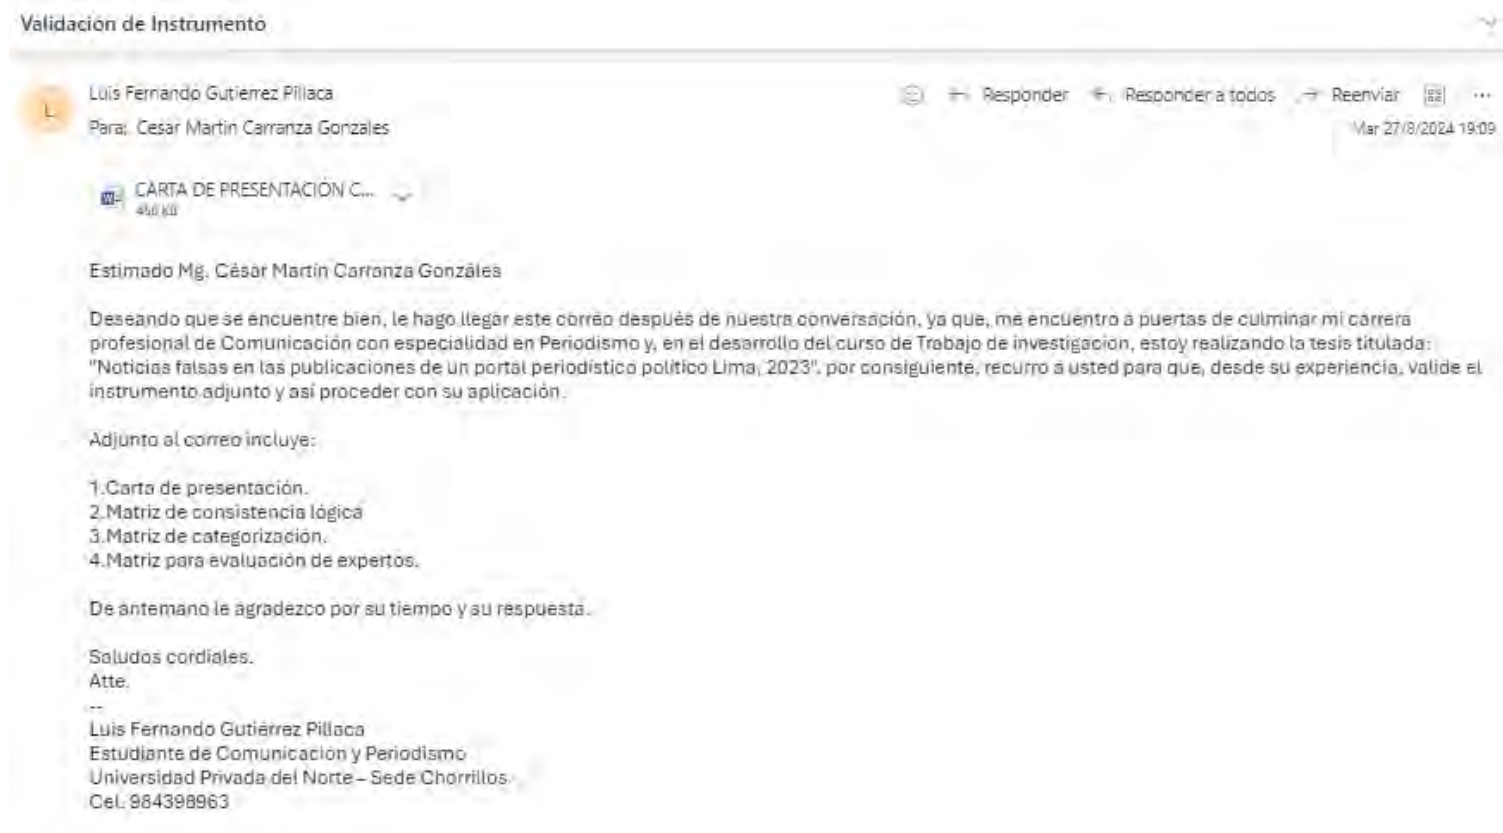 Validación de Instrumento
Luis Fernando Gutierrez Pillaca
Responder
Responder a todos
Reenviar
Para: Cesar Martin Carranza Gonzales
Mar 27/8/2024 19:09
CARTA DE PRESENTACIÓN C...
456 KB
L
Estimado Mg. César Martín Carranza Gonzáles
Deseando que se encuentre bien, le hago llegar este correo después de nuestra conversación, ya que, me encuentro a puertas de culminar mi carrera
profesional de Comunicación con especialidad en Periodismo y, en el desarrollo del curso de Trabajo de investigación, estoy realizando la tesis titulada:
"Noticias falsas en las publicaciones de un portal periodístico político Lima, 2023", por consiguiente, recurro a usted para que, desde su experiencia, valide el
instrumento adjunto y así proceder con su aplicación.
Adjunto al correo incluye:
1.Carta de presentación.
2.Matriz de consistencia lógica
3.Matriz de categorización.
4.Matriz para evaluación de expertos.
De antemano le agradezco por su tiempo y su respuesta.
Saludos cordiales.
Atte.
--
Luis Fernando Gutiérrez Pillaca
Estudiante de Comunicación y Periodismo
Universidad Privada del Norte – Sede Chorrillos
Cel. 984398963